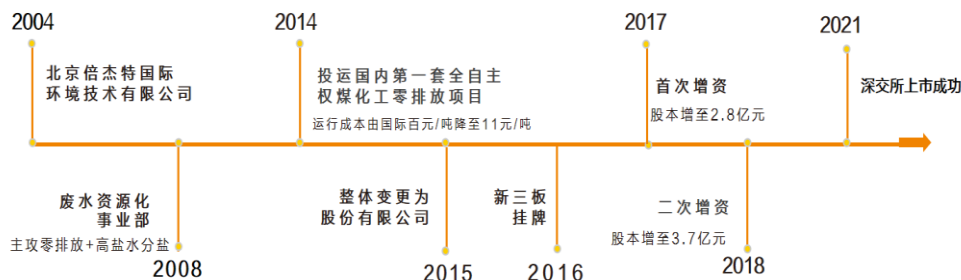 2004
北京倍杰特国际
环境技术有限公司
废水资源化
事业部
主攻零排放+高盐水分盐
2008
2014
投运国内第一套全自主
权煤化工零排放项目
运行成本由国际百元/吨降至11元/吨
整体变更为
股份有限公司
2015
新三板
挂牌
2016
2017
首次增资
股本增至2.8亿元
二次增资
股本增至3.7亿元
2018
2021
深交所上市成功